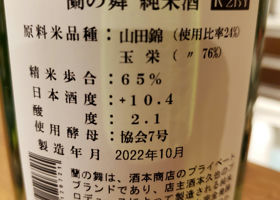 蘭の舞 純米酒
原料米品種：山田錦（使用比率24%）
玉栄（〃76%）
精米歩合：65%
日本酒度：+10.4
酸度：2.1
使用酵母：協会7号
製造年月 2022年10月
蘭の舞は、酒本商店のプライベート
ブランドであり、店主酒本久也の